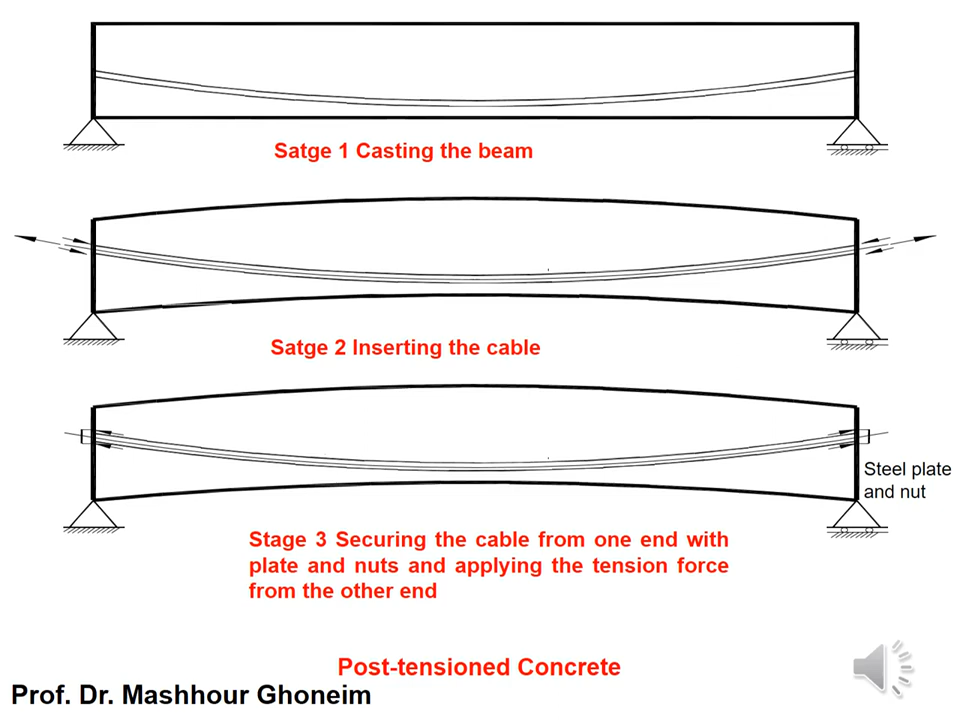 Satge 1 Casting the beam
Satge 2 Inserting the cable
Steel plate
and nut
Stage 3 Securing the cable from one end with
plate and nuts and applying the tension force
from the other end
Post-tensioned Concrete
Prof. Dr. Mashhour Ghoneim